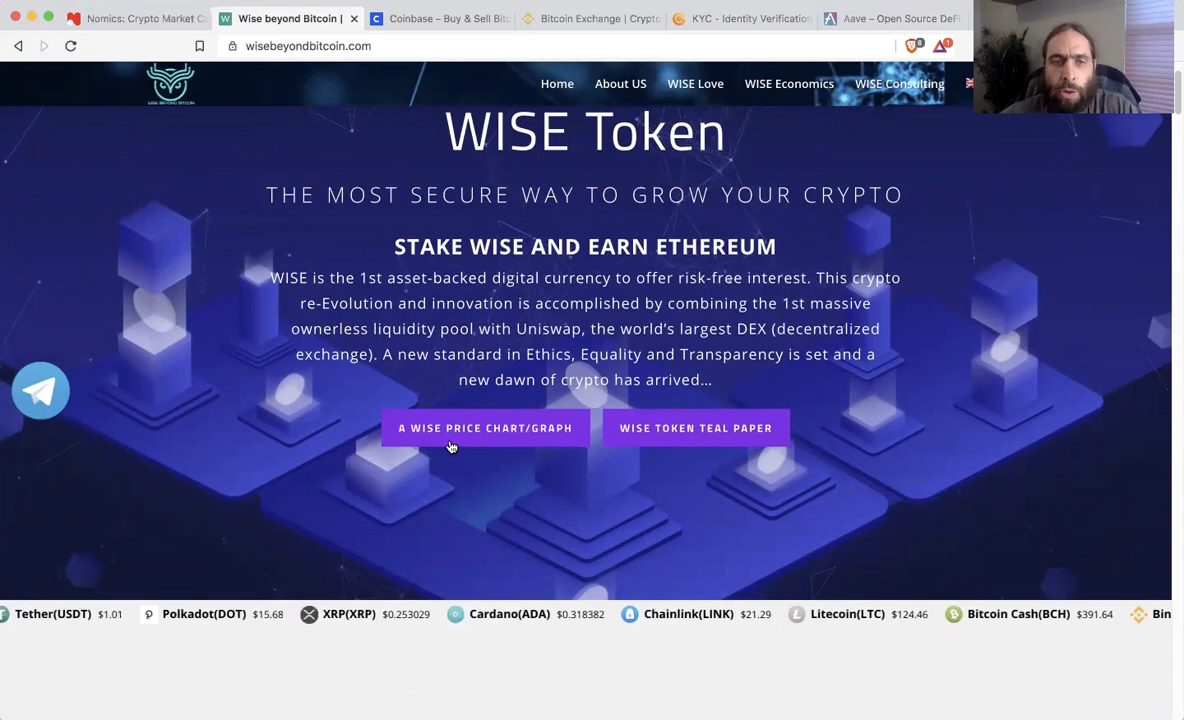 Nomics: Crypto Market C
Wise beyond Bitcoin |
Coinbase – Buy & Sell Bit
Bitcoin Exchange | Crypto
KYC - Identity Verification
Aave – Open Source DeFi
wisebeyondbitcoin.com
8
1
WISE BEYOND BITCOIN
Home
About US
WISE Love
WISE Economics
WISE Consulting
WISE Token
THE MOST SECURE WAY TO GROW YOUR CRYPTO
STAKE WISE AND EARN ETHEREUM
WISE is the 1st asset-backed digital currency to offer risk-free interest. This crypto
re-Evolution and innovation is accomplished by combining the 1st massive
ownerless liquidity pool with Uniswap, the world's largest DEX (decentralized
exchange). A new standard in Ethics, Equality and Transparency is set and a
new dawn of crypto has arrived...
A WISE PRICE CHART/GRAPH
WISE TOKEN TEAL PAPER
Tether(USDT) $1.01
Polkadot(DOT) $15.68
XRP(XRP) $0.253029
Cardano(ADA) $0.318382
Chainlink(LINK) $21.29
Litecoin(LTC) $124.46
Bitcoin Cash(BCH) $391.64
Bin